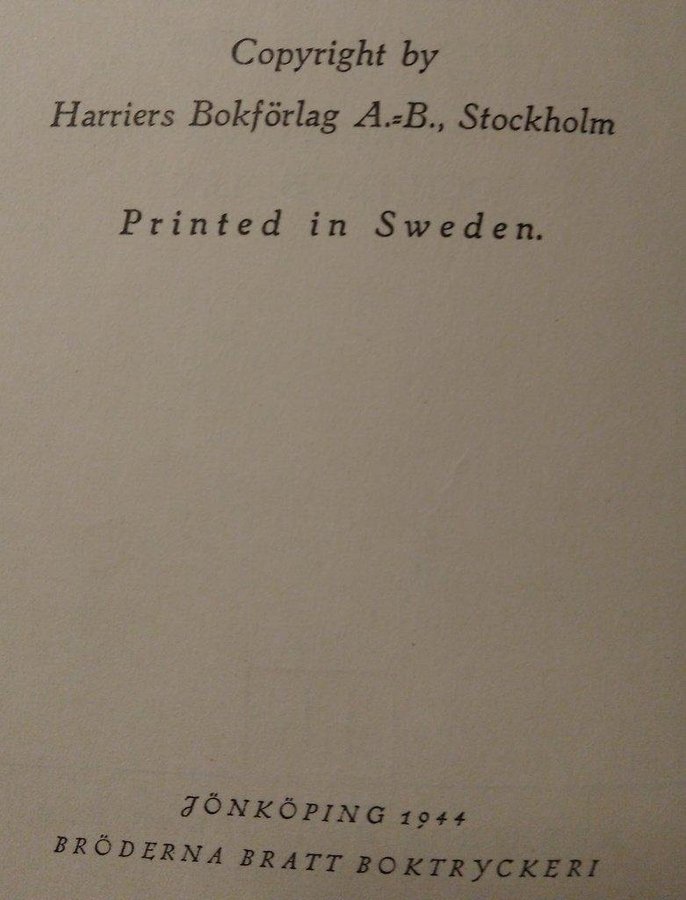 Copyright by
Harriers Bokförlag A.-B., Stockholm
Printed in Sweden.
JÖNKÖPING 1944
BRÖDERNA BRATT BOKTRYCKERI